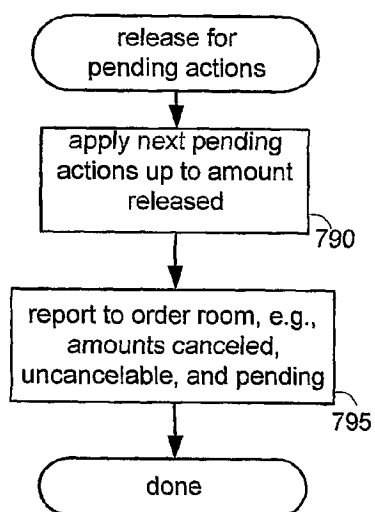 release for
pending actions
apply next pending
actions up to amount
released
790
report to order room, e.g.,
amounts canceled,
uncancelable, and pending
795
done